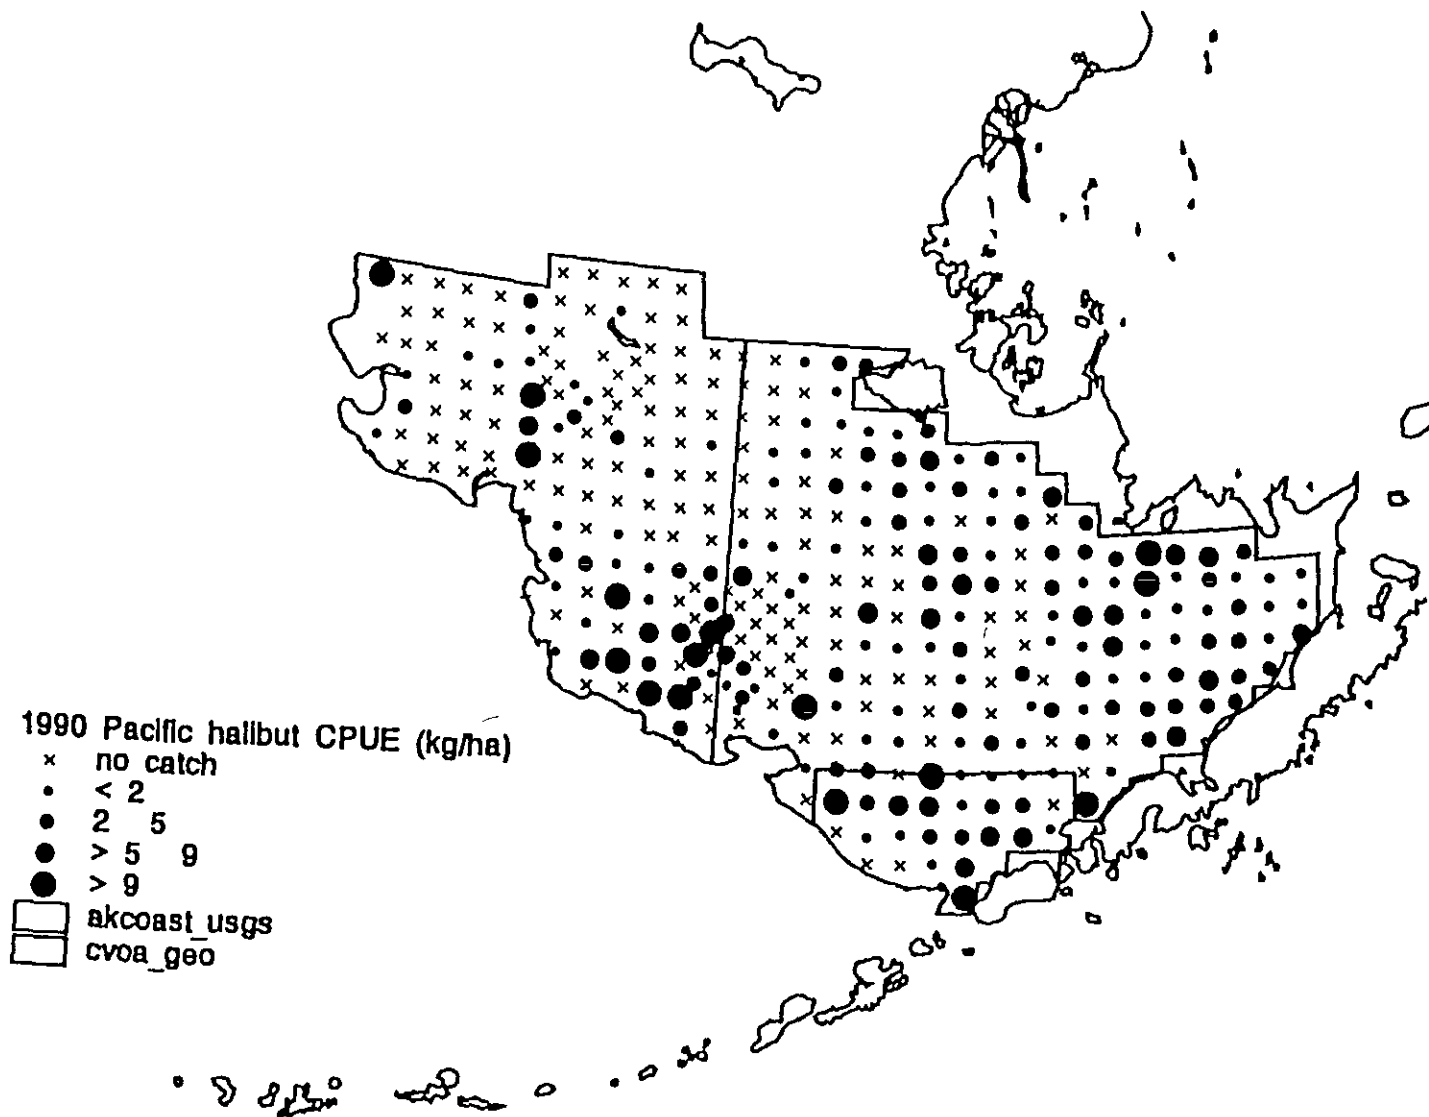 1990 Pacific halibut CPUE (kg/ha)
x no catch
< 2
2 5
> 5 9
> 9
akcoast_usgs
cvoa_geo